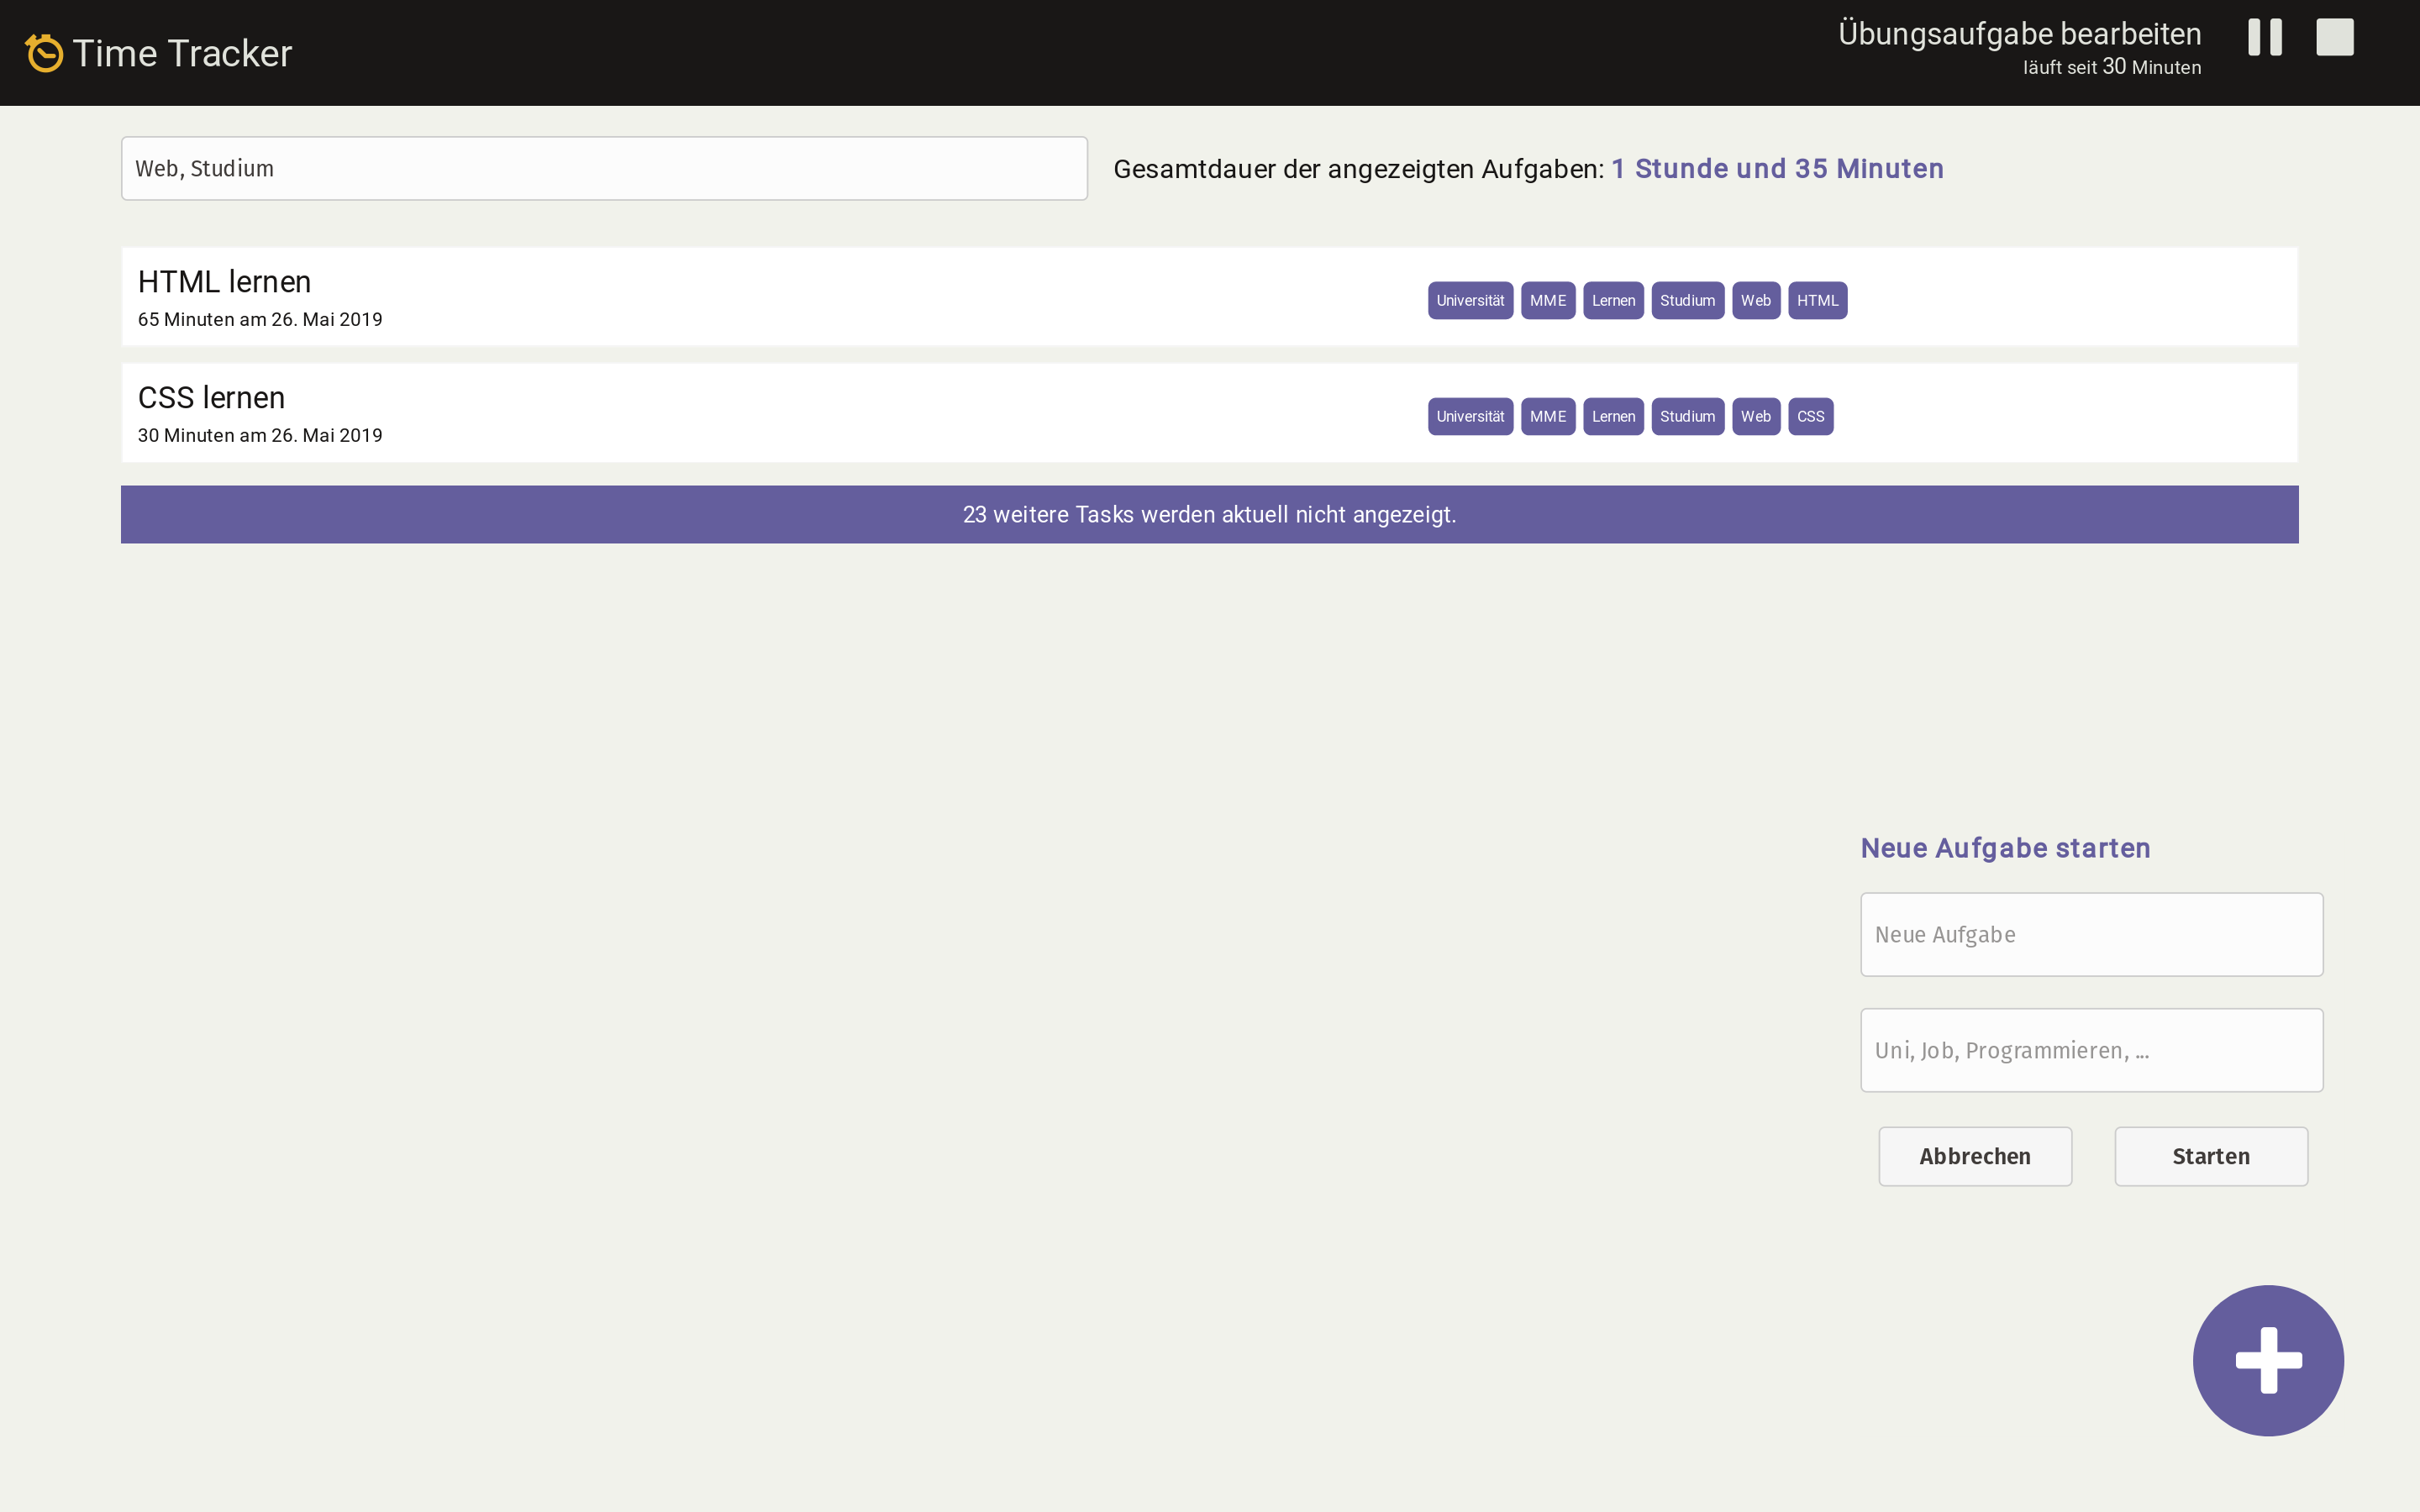 Time Tracker
Übungsaufgabe bearbeiten
läuft seit 30 Minuten
Web, Studium
Gesamtdauer der angezeigten Aufgaben: 1 Stunde und 35 Minuten
HTML lernen
65 Minuten am 26. Mai 2019
Universität MME Lernen Studium Web HTML
CSS lernen
30 Minuten am 26. Mai 2019
Universität MME Lernen Studium Web CSS
23 weitere Tasks werden aktuell nicht angezeigt.
Neue Aufgabe starten
Neue Aufgabe
Uni, Job, Programmieren, ...
Abbrechen Starten